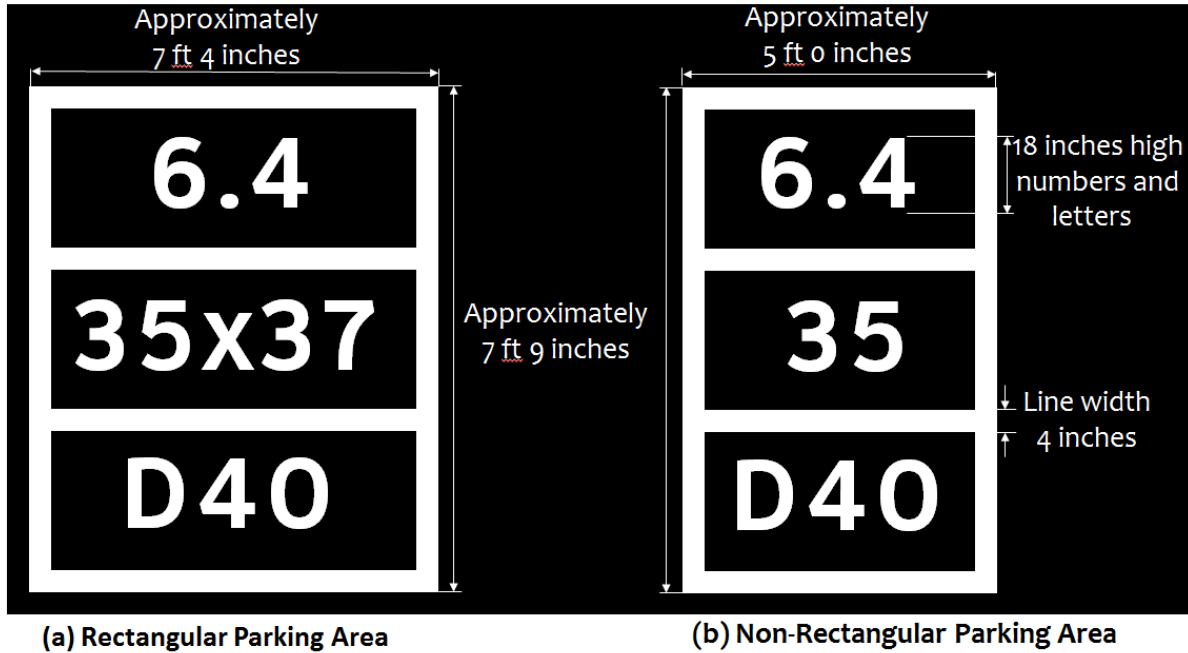 Approximately
7 ft 4 inches
Approximately
5 ft 0 inches
6.4
35x37
D40
Approximately
7 ft 9 inches
6.4
35
D40
18 inches high
numbers and
letters
Line width
4 inches
(a) Rectangular Parking Area
(b) Non-Rectangular Parking Area